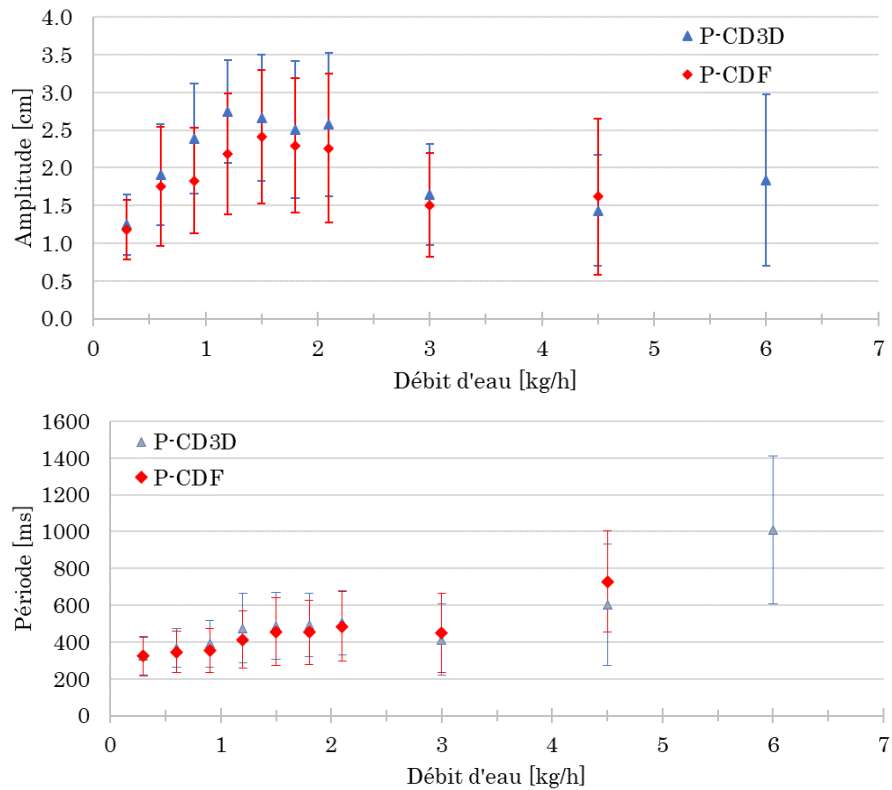 4.0
3.5
3.0
2.5
2.0
1.5
1.0
0.5
0.0
Amplitude [cm]
P-CD3D
P-CDF
0 1 2 3 4 5 6 7
Débit d'eau [kg/h]
1600
1400
1200
1000
800
600
400
200
0
Période [ms]
P-CD3D
P-CDF
0 1 2 3 4 5 6 7
Débit d'eau [kg/h]